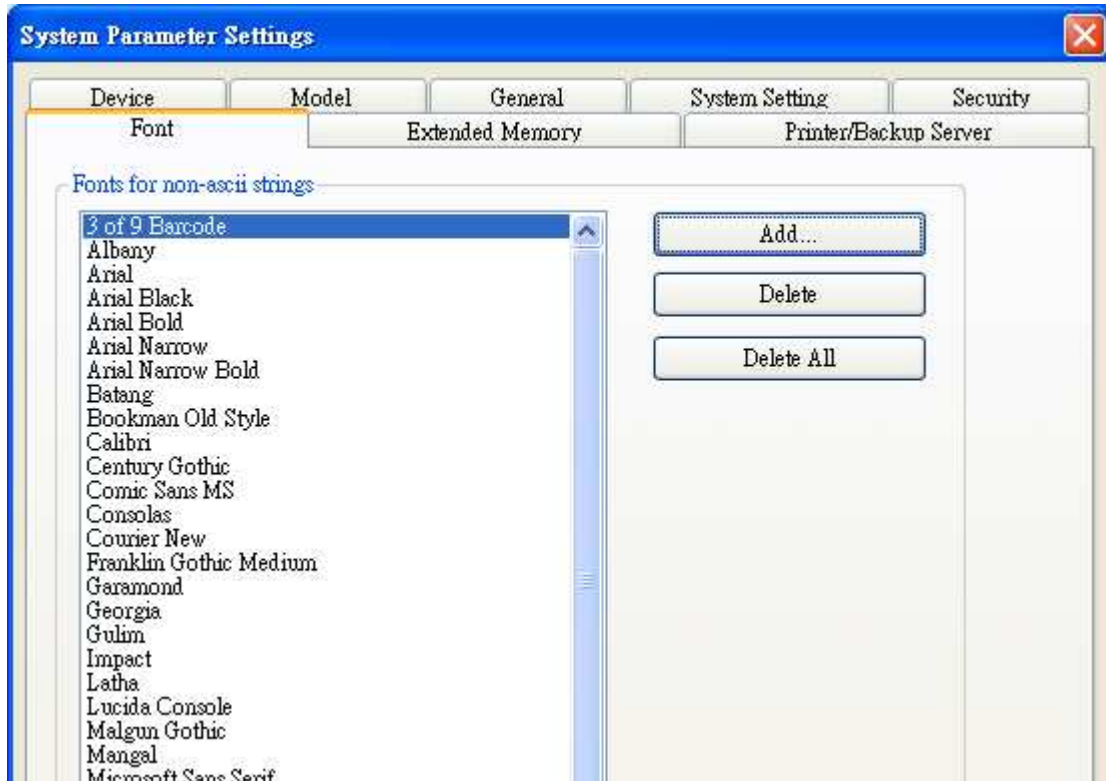 System Parameter Settings
Device Model General System Setting Security
Font Extended Memory Printer/Backup Server
Fonts for non-ascii strings
3 of 9 Barcode
Albany
Arial
Arial Black
Arial Bold
Arial Narrow
Arial Narrow Bold
Batang
Bookman Old Style
Calibri
Century Gothic
Comic Sans MS
Consolas
Courier New
Franklin Gothic Medium
Garamond
Georgia
Gulim
Impact
Latha
Lucida Console
Malgun Gothic
Mangal
Microsoft Sans Serif
Add...
Delete
Delete All